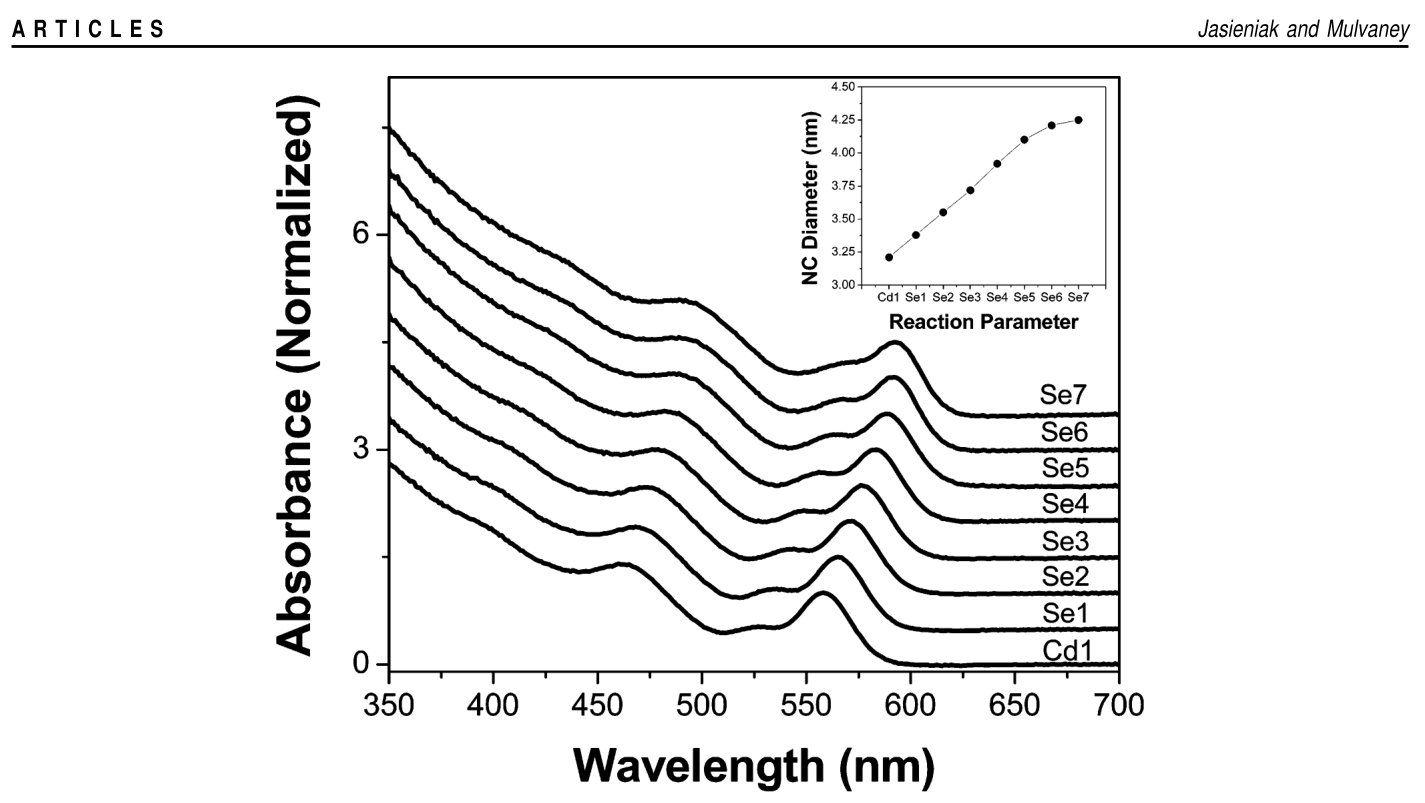 ARTICLES
Jasieniak and Mulvaney
Absorbance (Normalized)
6
3
0
350 400 450 500 550 600 650 700
Wavelength (nm)
Se7
Se6
Se5
Se4
Se3
Se2
Se1
Cd1
NC Diameter (nm)
4.50
4.25
4.00
3.75
3.50
3.25
3.00
Cd1 Se1 Se2 Se3 Se4 Se5 Se6 Se7
Reaction Parameter